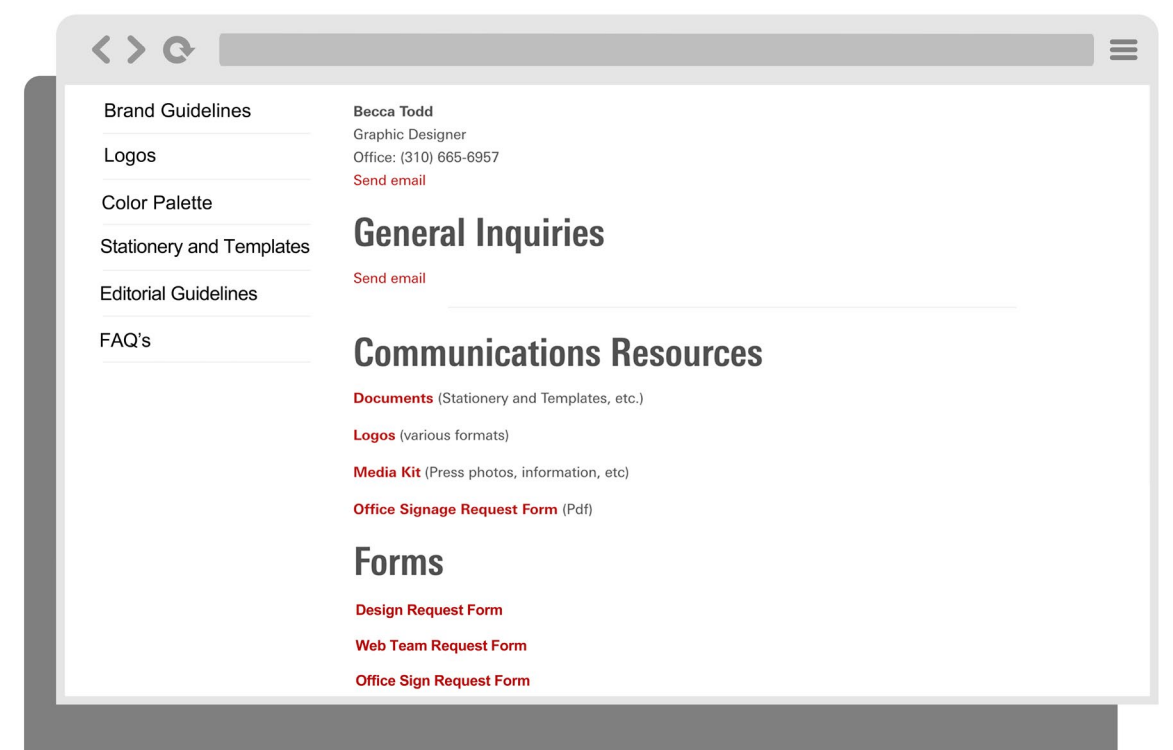 Brand Guidelines
Logos
Color Palette
Stationery and Templates
Editorial Guidelines
FAQ's
Becca Todd
Graphic Designer
Office: (310) 665-6957
Send email
General Inquiries
Send email
Communications Resources
Documents (Stationery and Templates, etc.)
Logos (various formats)
Media Kit (Press photos, information, etc)
Office Signage Request Form (Pdf)
Forms
Design Request Form
Web Team Request Form
Office Sign Request Form